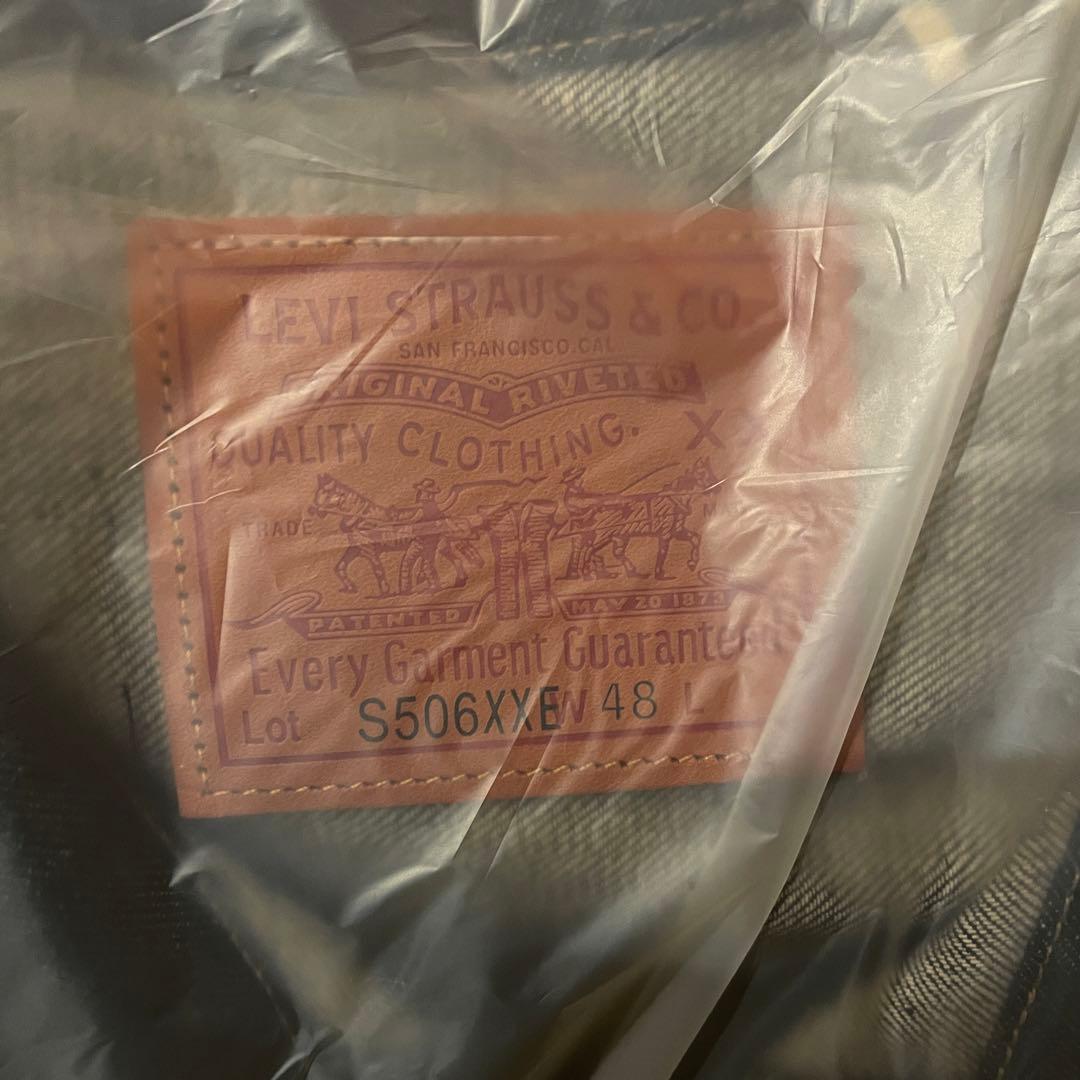 LEVI STRAUSS & CO
SAN FRANCISCO.CAL
ORIGINAL RIVETED
QUALITY CLOTHING. X
TRADE
PATENTED MAY 20 1873
Every Garment Guaranteed
Lot S506XXE W 48 L